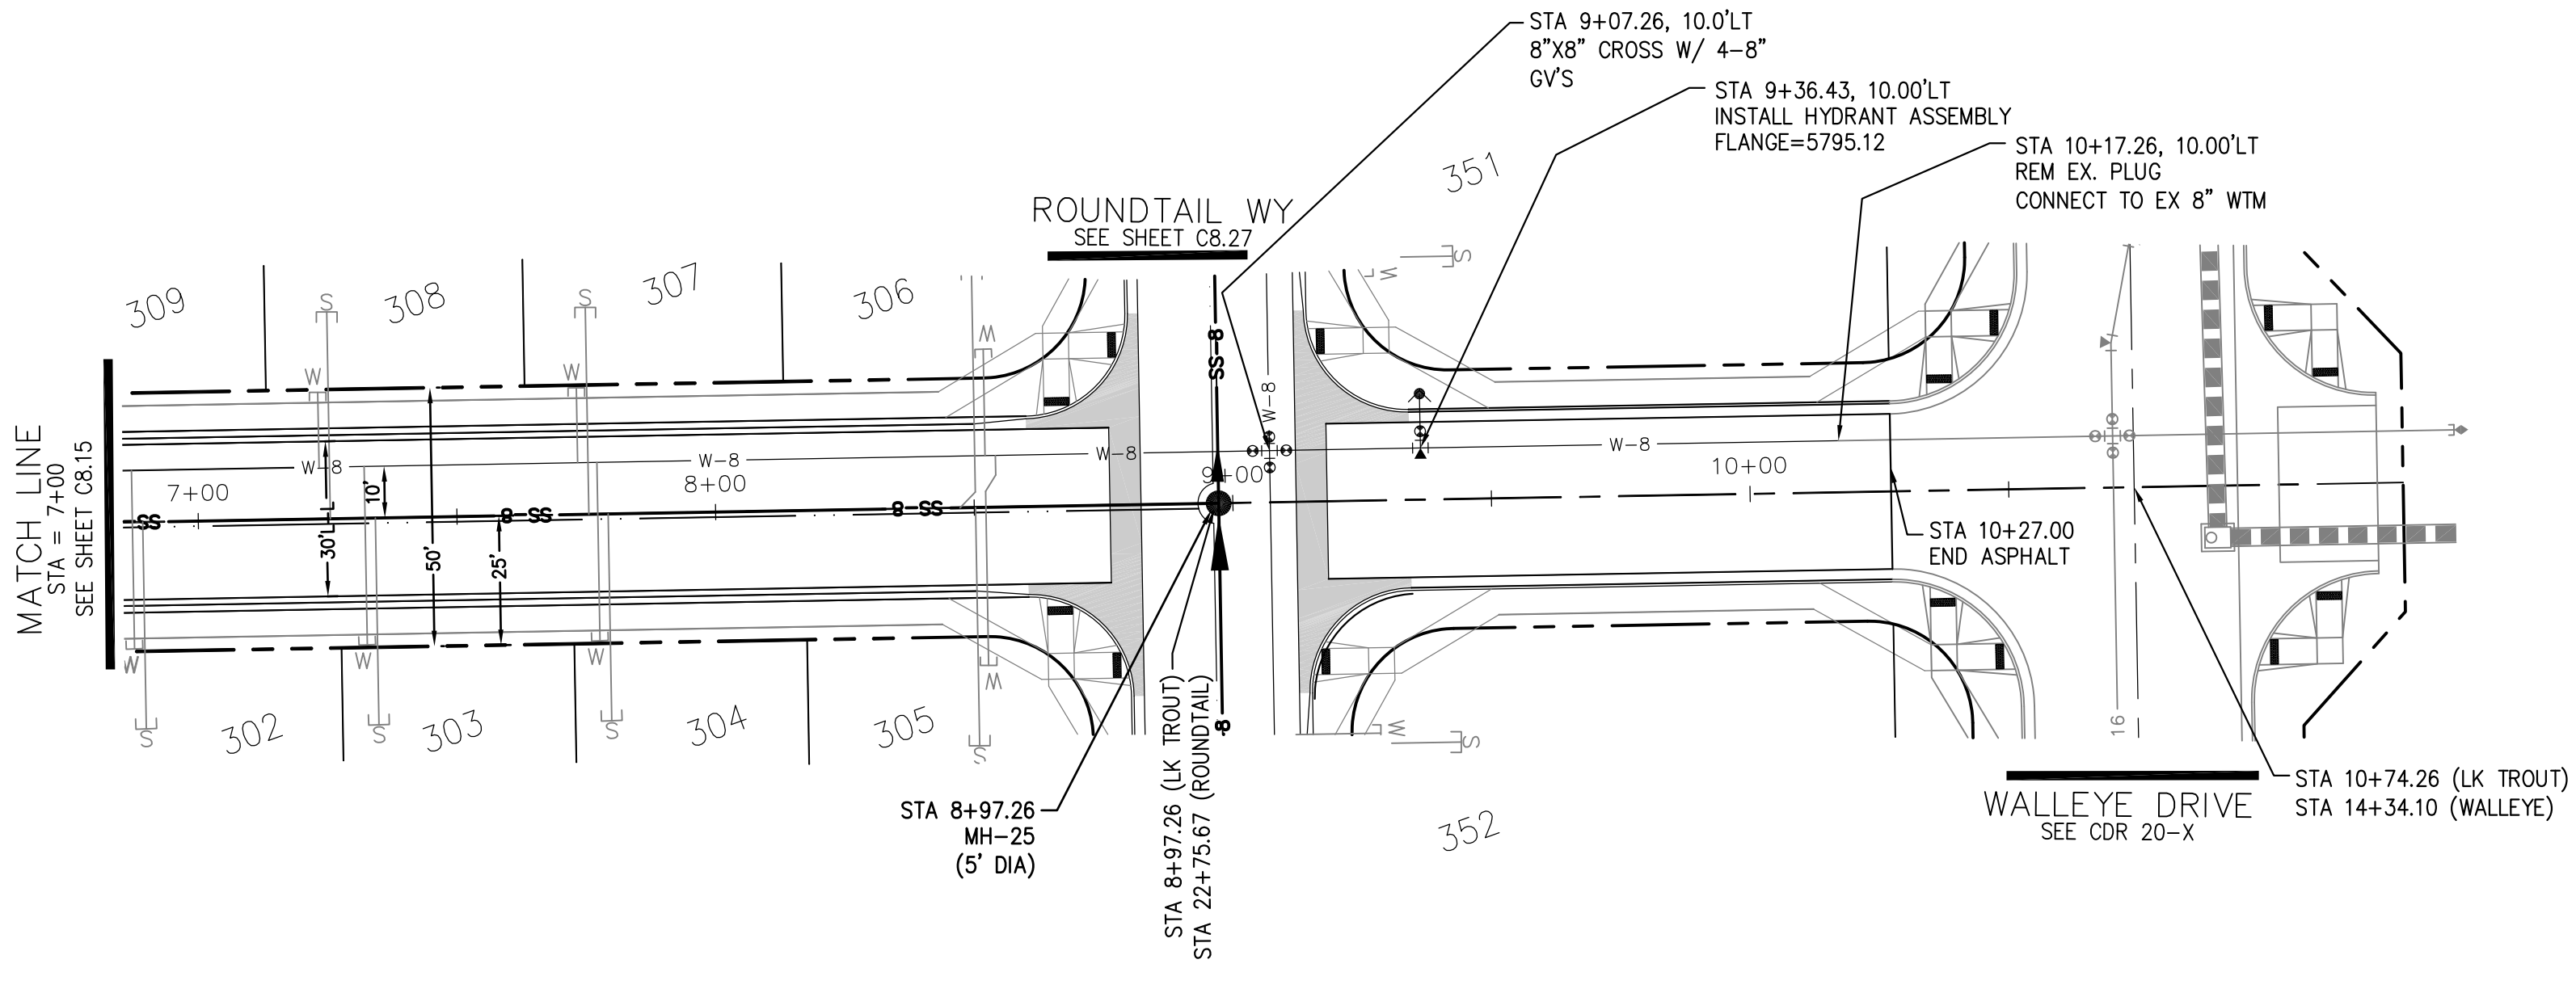 STA 9+07.26, 10.0'LT
8"X8" CROSS W/ 4-8"
GV'S
STA 9+36.43, 10.00'LT
INSTALL HYDRANT ASSEMBLY
FLANGE=5795.12
STA 10+17.26, 10.00'LT
REM EX. PLUG
CONNECT TO EX 8" WTM
351
ROUNDTAIL WY
SEE SHEET C8.27
309
308
307
306
S
S
S
W
W
W
W
SS-8
W-8
MATCH LINE
STA = 7+00
SEE SHEET C8.15
W-8
W-8
W-8
W-8
7+00
8+00
9+00
10+00
10'
SS
8-SS
8-SS
30'L-L
50'
25'
STA 10+27.00
END ASPHALT
W
W
W
W
W
S
S
S
S
S
302
303
304
305
8
16
STA 8+97.26 (LK TROUT)
STA 22+75.67 (ROUNDTAIL)
STA 8+97.26
MH-25
(5' DIA)
352
WALLEYE DRIVE
SEE CDR 20-X
STA 10+74.26 (LK TROUT)
STA 14+34.10 (WALLEYE)